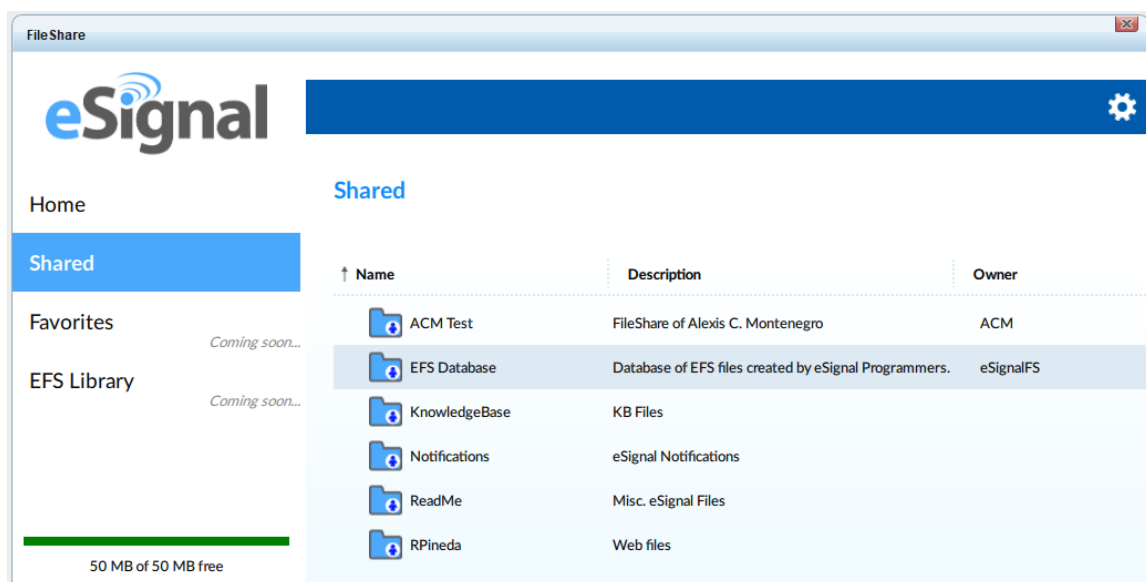 FileShare
eSignal
Home
Shared
Favorites
Coming soon...
EFS Library
Coming soon...
50 MB of 50 MB free
Shared
Name Description Owner
ACM Test FileShare of Alexis C. Montenegro ACM
EFS Database Database of EFS files created by eSignal Programmers. eSignalFS
KnowledgeBase KB Files
Notifications eSignal Notifications
ReadMe Misc. eSignal Files
RPineda Web files